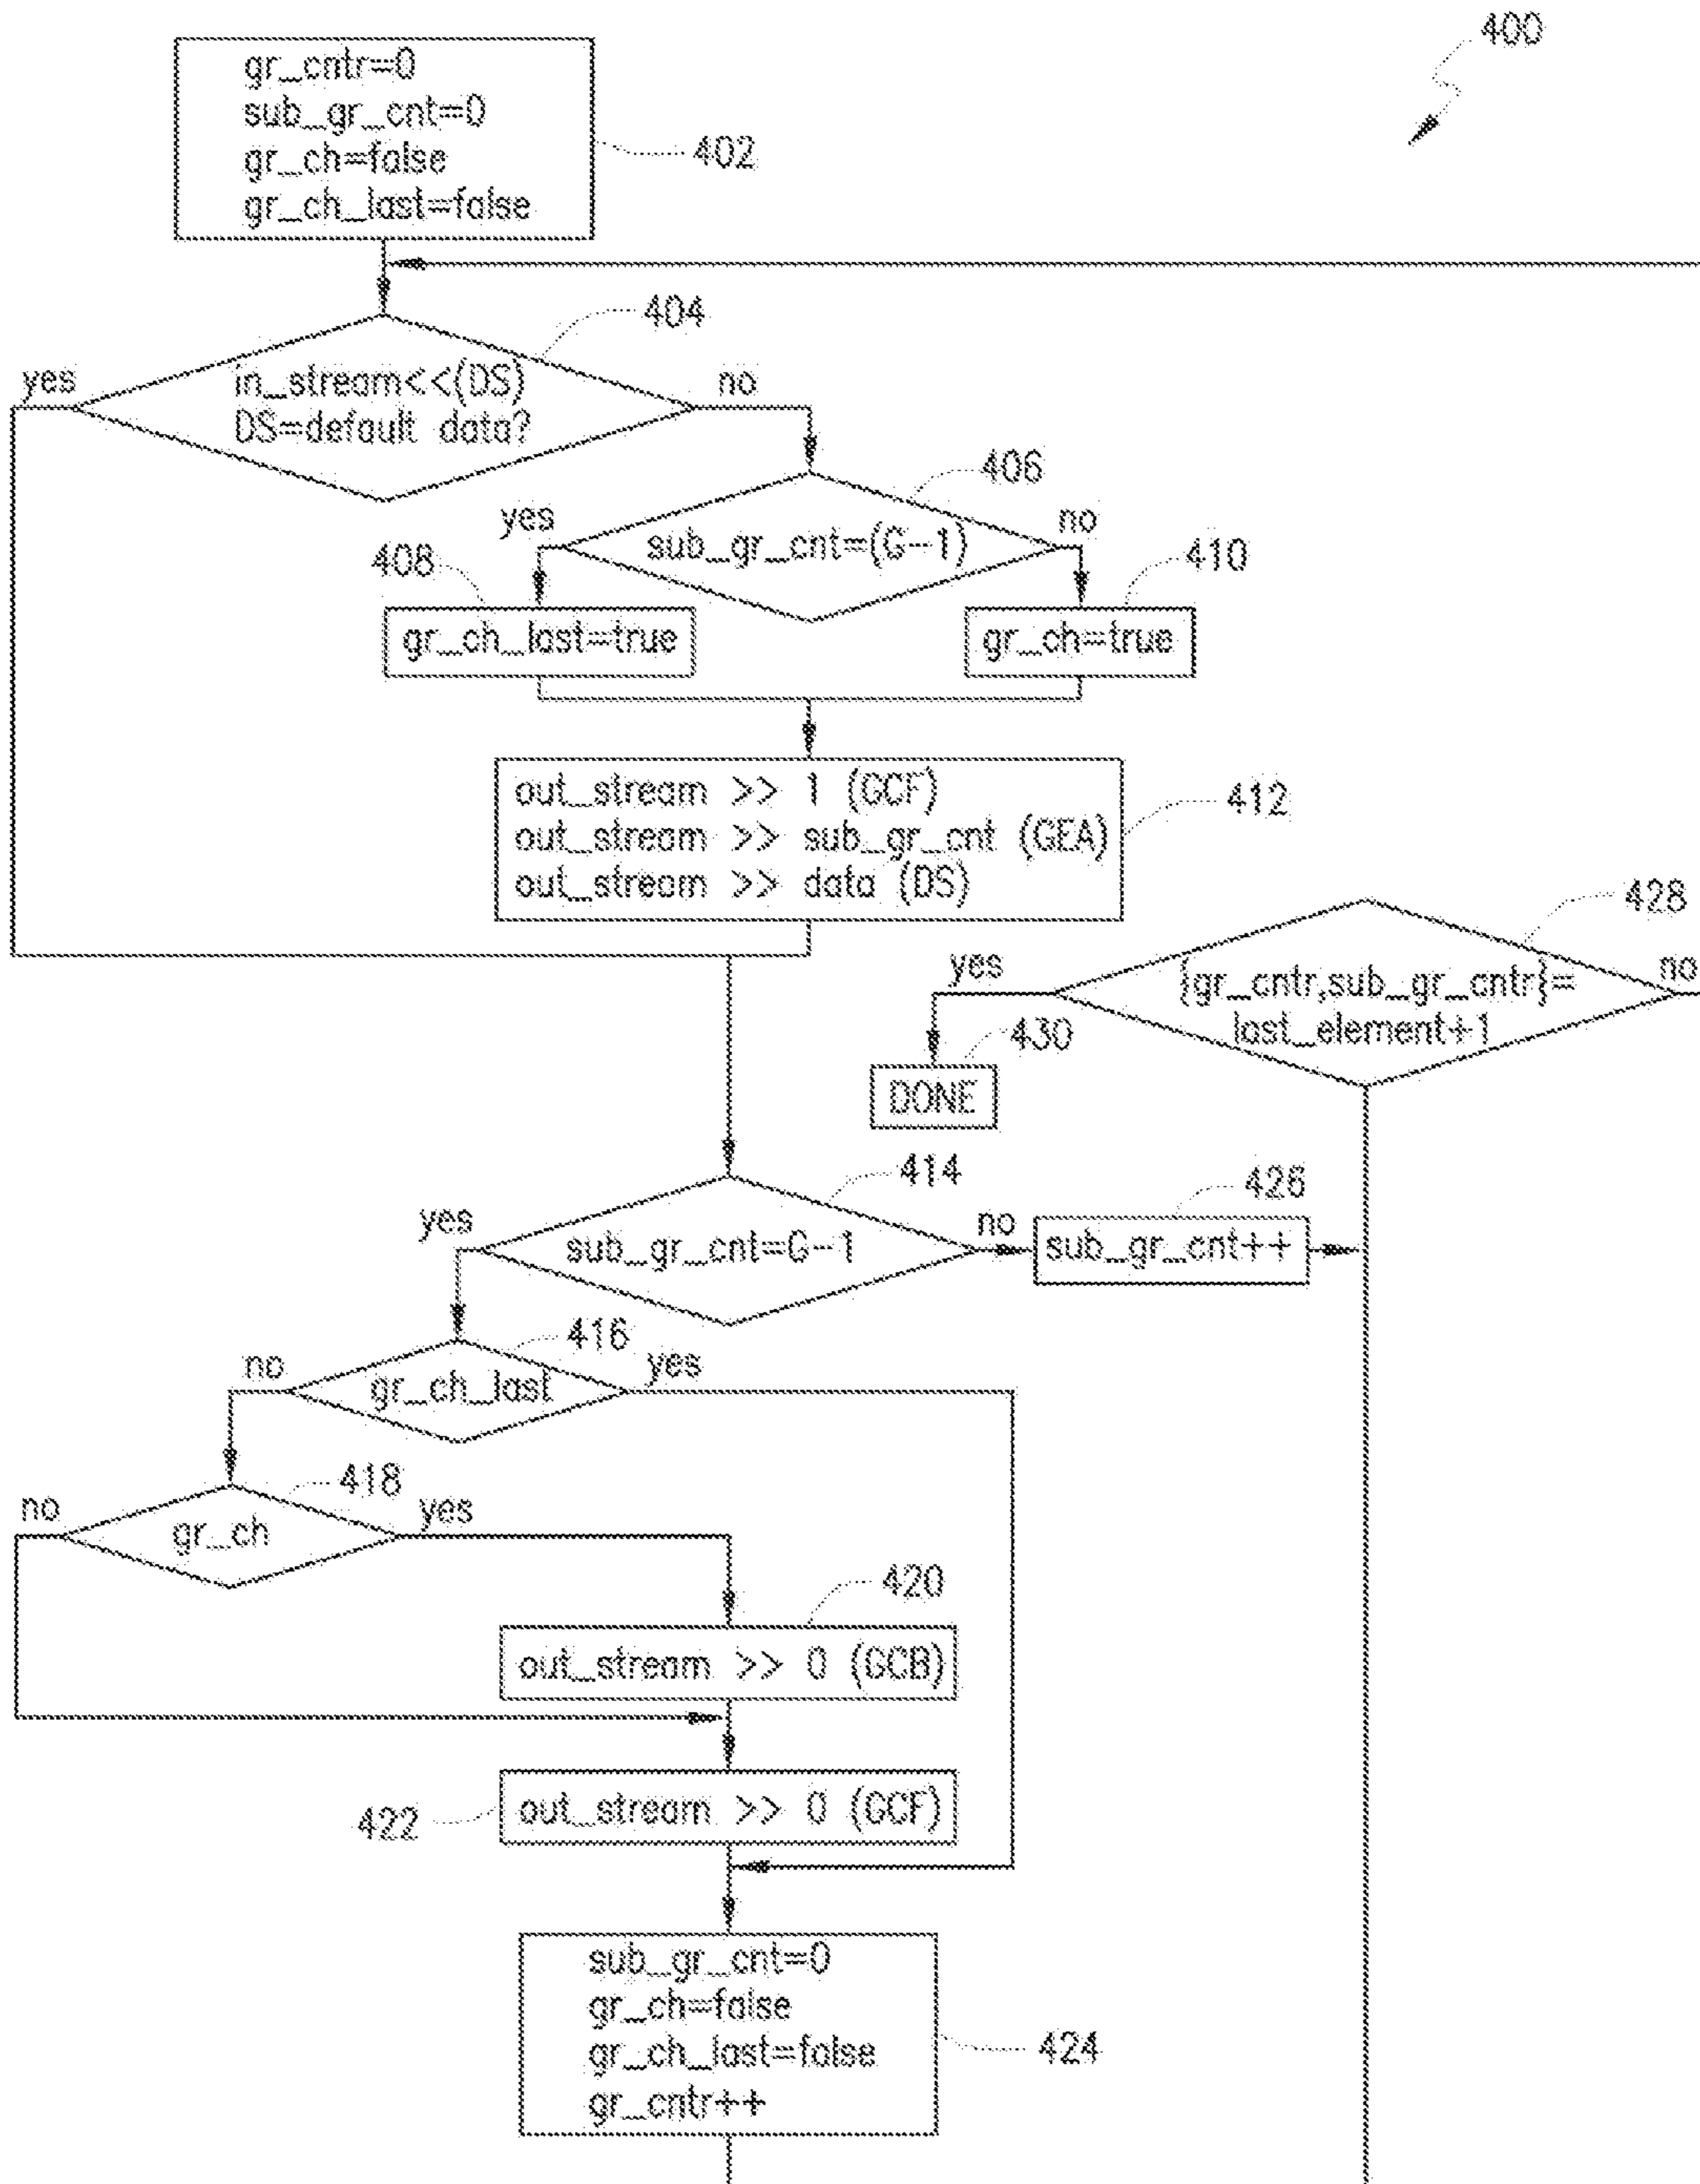 400
gr_cntr=0
sub_gr_cnt=0
gr_ch=false
gr_ch_last=false
402
404
yes
in_stream<<(DS)
DS=default data?
no
406
yes
sub_gr_cnt=(G-1)
no
408
410
gr_ch_last=true
gr_ch=true
out_stream >> 1 (GCF)
out_stream >> sub_gr_cnt (GEA)
out_stream >> data (DS)
412
428
yes
{gr_cntr,sub_gr_cntr}=
last_element+1
no
430
DONE
414
yes
sub_gr_cnt=G-1
no
426
sub_gr_cnt++
416
no
gr_ch_last
yes
418
no
gr_ch
yes
420
out_stream >> 0 (GCB)
out_stream >> 0 (GCF)
422
sub_gr_cnt=0
gr_ch=false
gr_ch_last=false
gr_cntr++
424